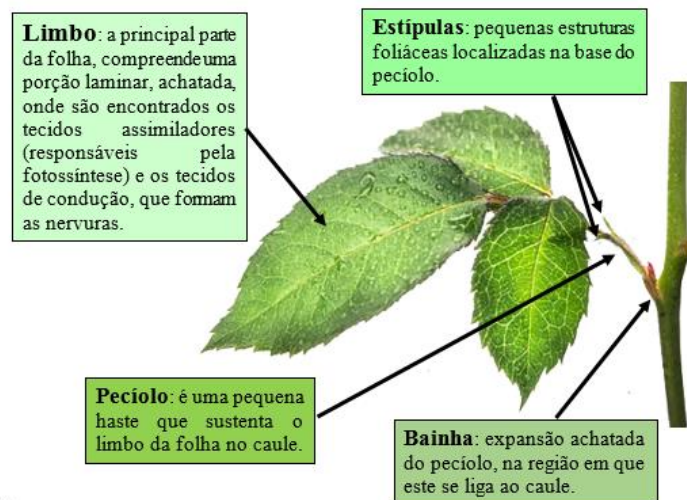 Limbo: a principal parte
da folha, compreende uma
porção laminar, achatada,
onde são encontrados os
tecidos assimiladores
(responsáveis pela
fotossíntese) e os tecidos
de condução, que formam
as nervuras.
Estípulas: pequenas estruturas
foliáceas localizadas na base do
pecíolo.
Pecíolo: é uma pequena
haste que sustenta o
limbo da folha no caule.
Bainha: expansão achatada
do pecíolo, na região em que
este se liga ao caule.